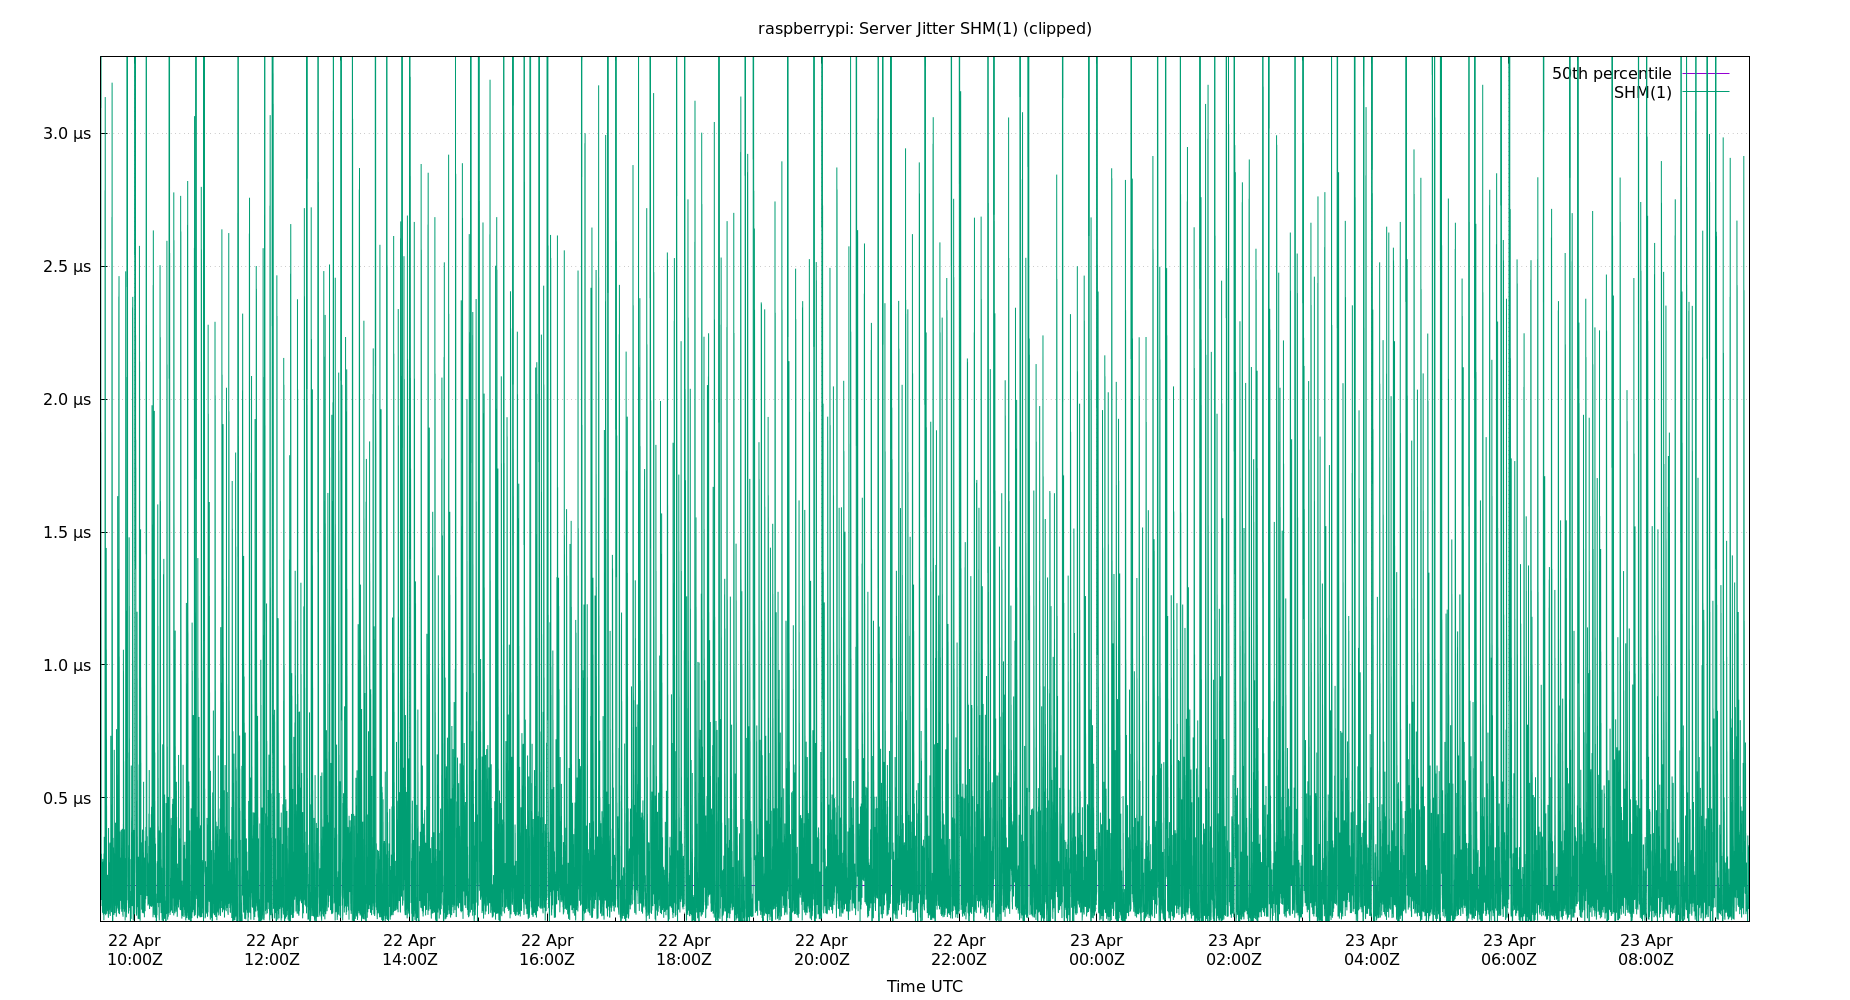 raspberrypi: Server Jitter SHM(1) (clipped)
50th percentile
SHM(1)
3.0 µs
2.5 µs
2.0 µs
1.5 µs
1.0 µs
0.5 µs
22 Apr 22 Apr 22 Apr 22 Apr 22 Apr 22 Apr 22 Apr 23 Apr 23 Apr 23 Apr 23 Apr 23 Apr
10:00Z 12:00Z 14:00Z 16:00Z 18:00Z 20:00Z 22:00Z 00:00Z 02:00Z 04:00Z 06:00Z 08:00Z
Time UTC